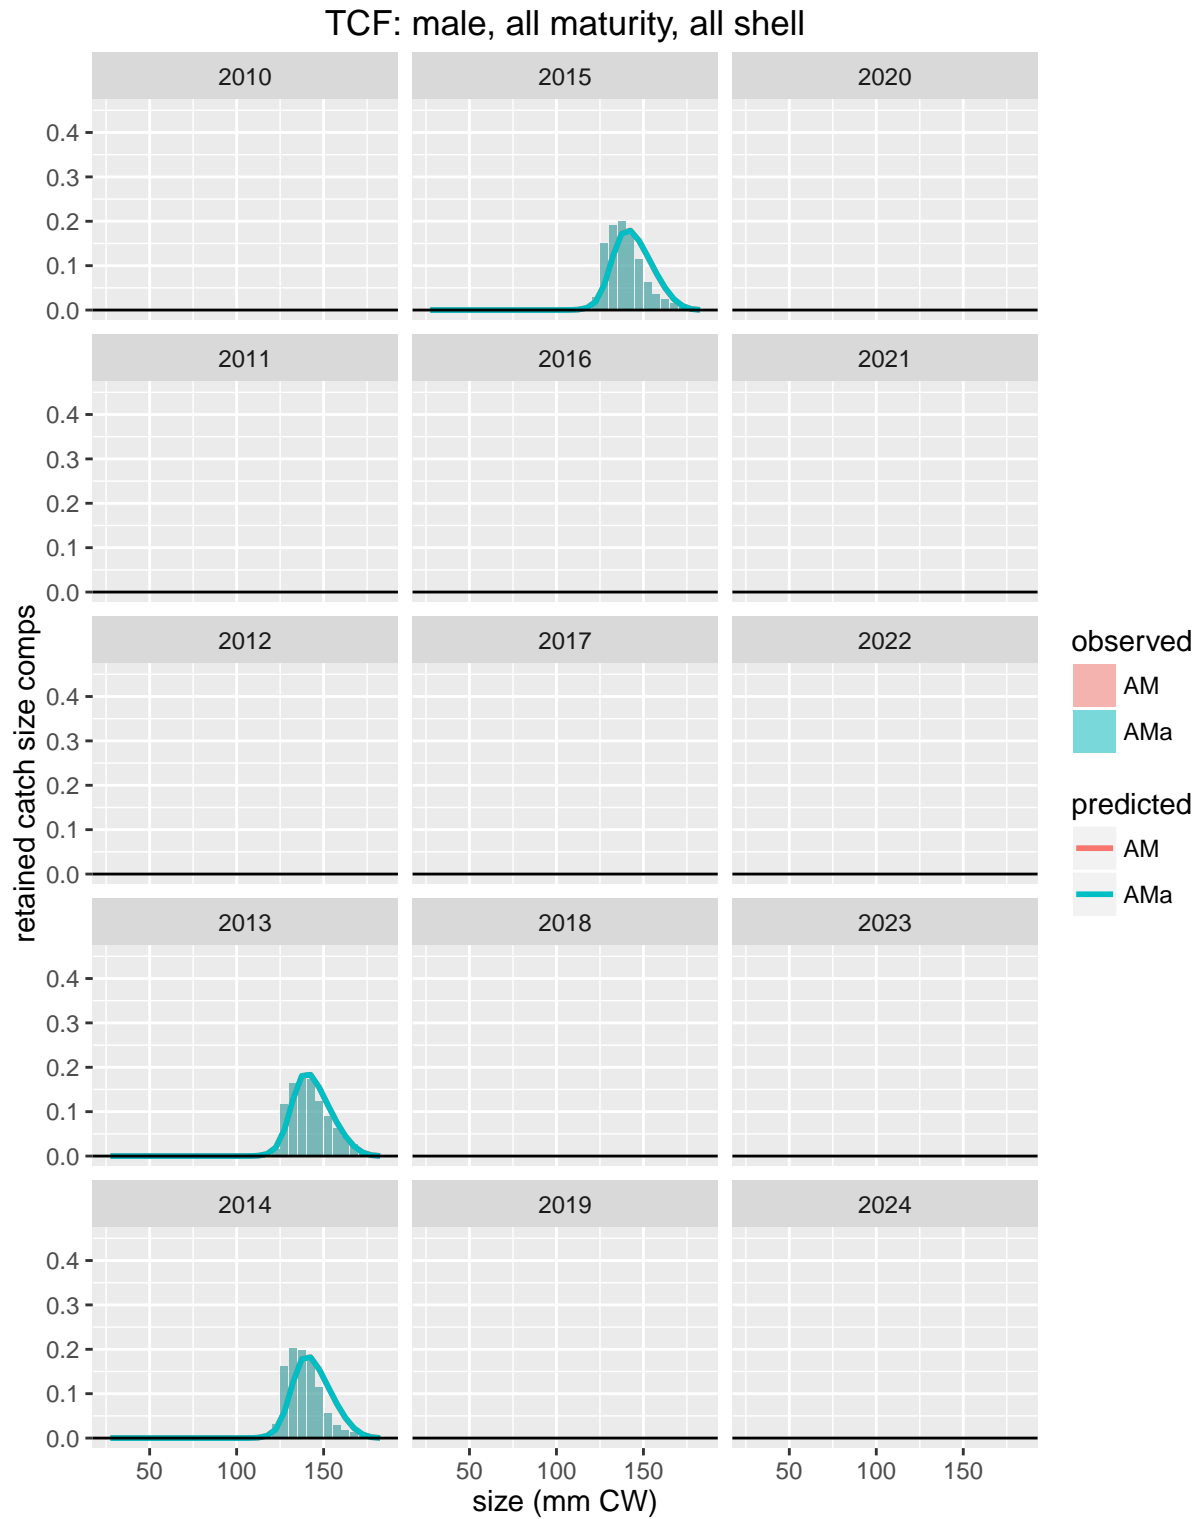 TCF: male, all maturity, all shell
2010 2015 2020
0.4
0.3
0.2
0.1
0.0
2011 2016 2021
0.4
0.3
0.2
0.1
0.0
2012 2017 2022
0.4
0.3
0.2
0.1
0.0
2013 2018 2023
0.4
0.3
0.2
0.1
0.0
2014 2019 2024
0.4
0.3
0.2
0.1
0.0
50 100 150 50 100 150 50 100 150
size (mm CW)
retained catch size comps
observed
AM
AMa
predicted
AM
AMa